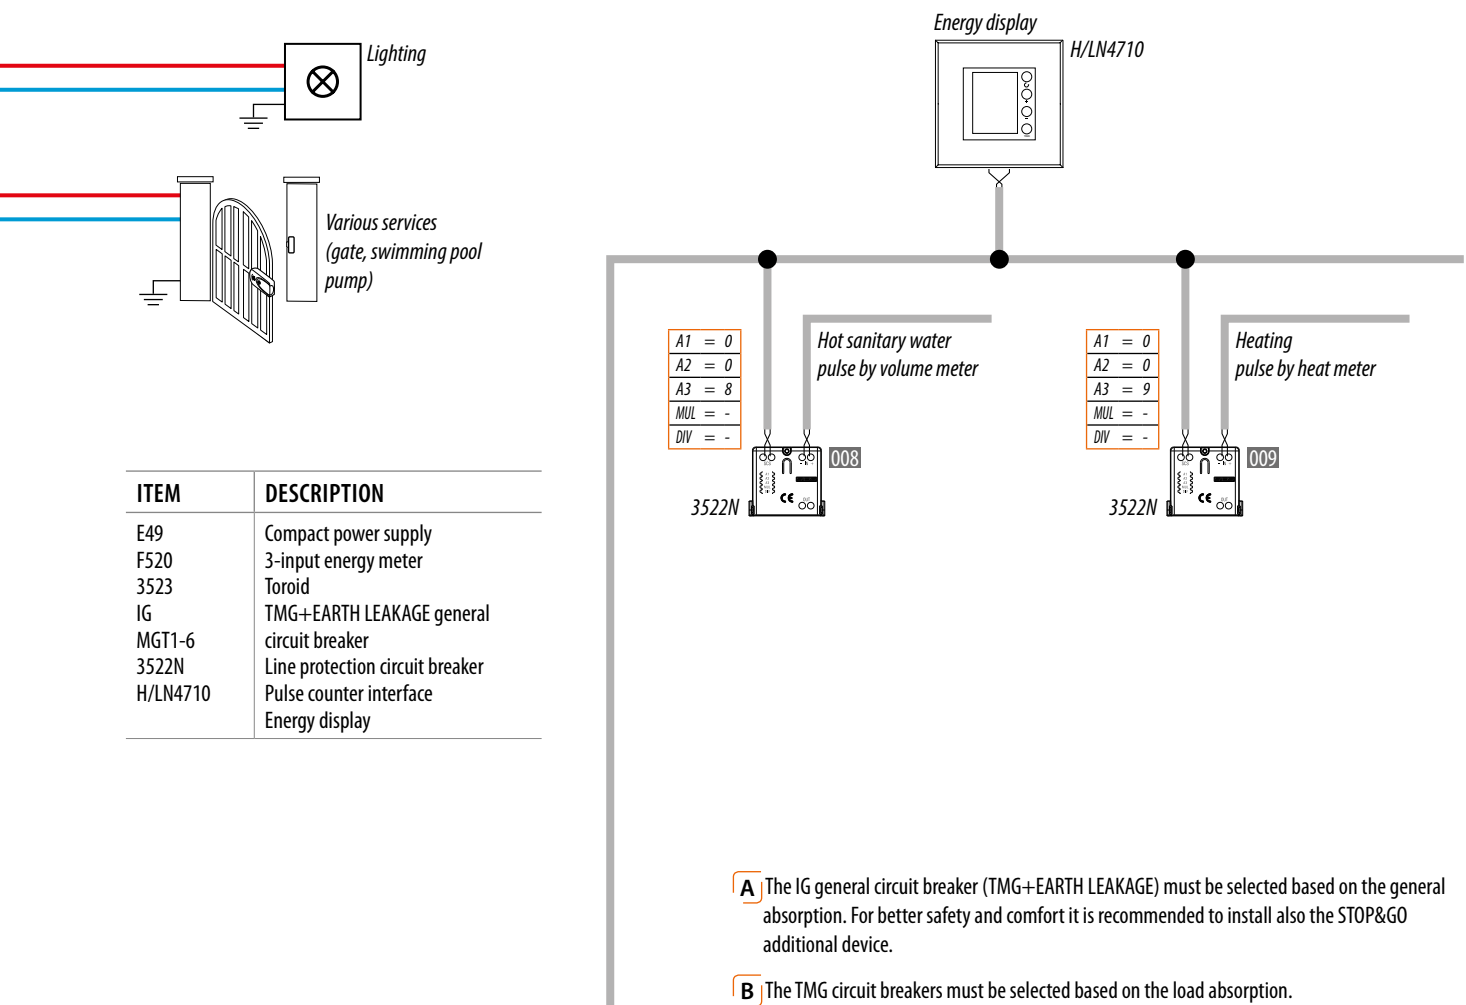 Lighting
Various services
(gate, swimming pool
pump)
Energy display
H/LN4710
A1 = 0
A2 = 0
A3 = 8
MUL = -
DIV = -
Hot sanitary water
pulse by volume meter
008
3522N
A1 = 0
A2 = 0
A3 = 9
MUL = -
DIV = -
Heating
pulse by heat meter
009
3522N
ITEM DESCRIPTION
E49 Compact power supply
F520 3-input energy meter
3523 Toroid
IG TMG+EARTH LEAKAGE general
MGT1-6 circuit breaker
3522N Line protection circuit breaker
H/LN4710 Pulse counter interface
Energy display
A The IG general circuit breaker (TMG+EARTH LEAKAGE) must be selected based on the general
absorption. For better safety and comfort it is recommended to install also the STOP&GO
additional device.
B The TMG circuit breakers must be selected based on the load absorption.